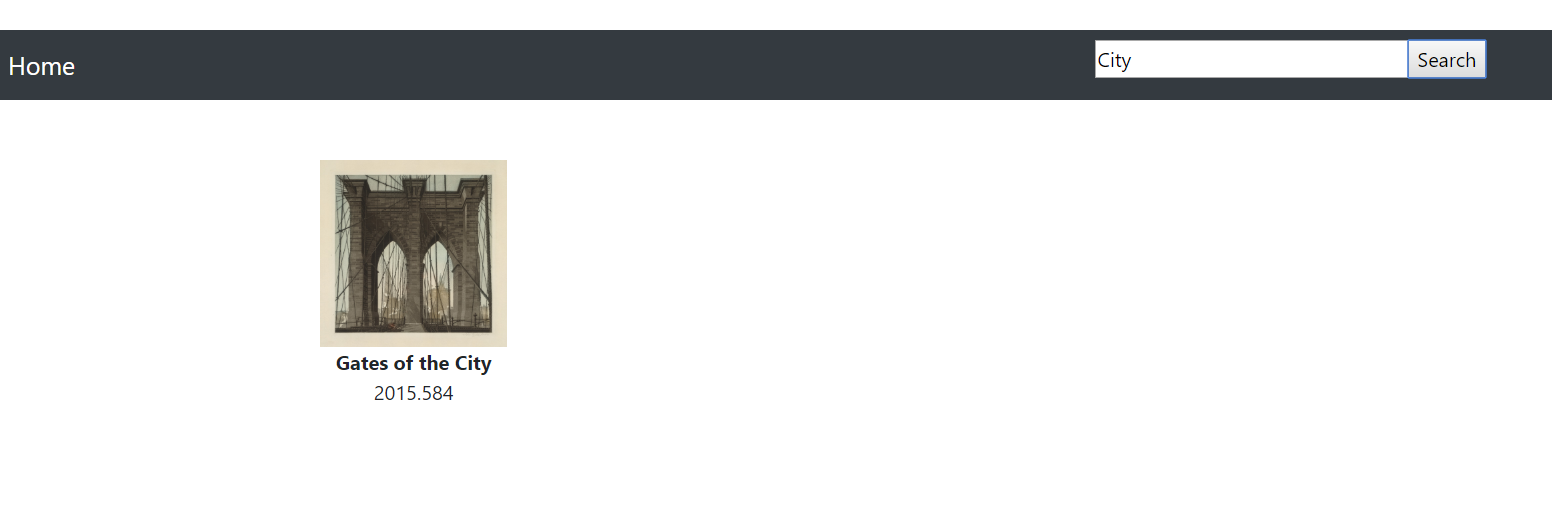 Home
City
Search
Gates of the City
2015.584